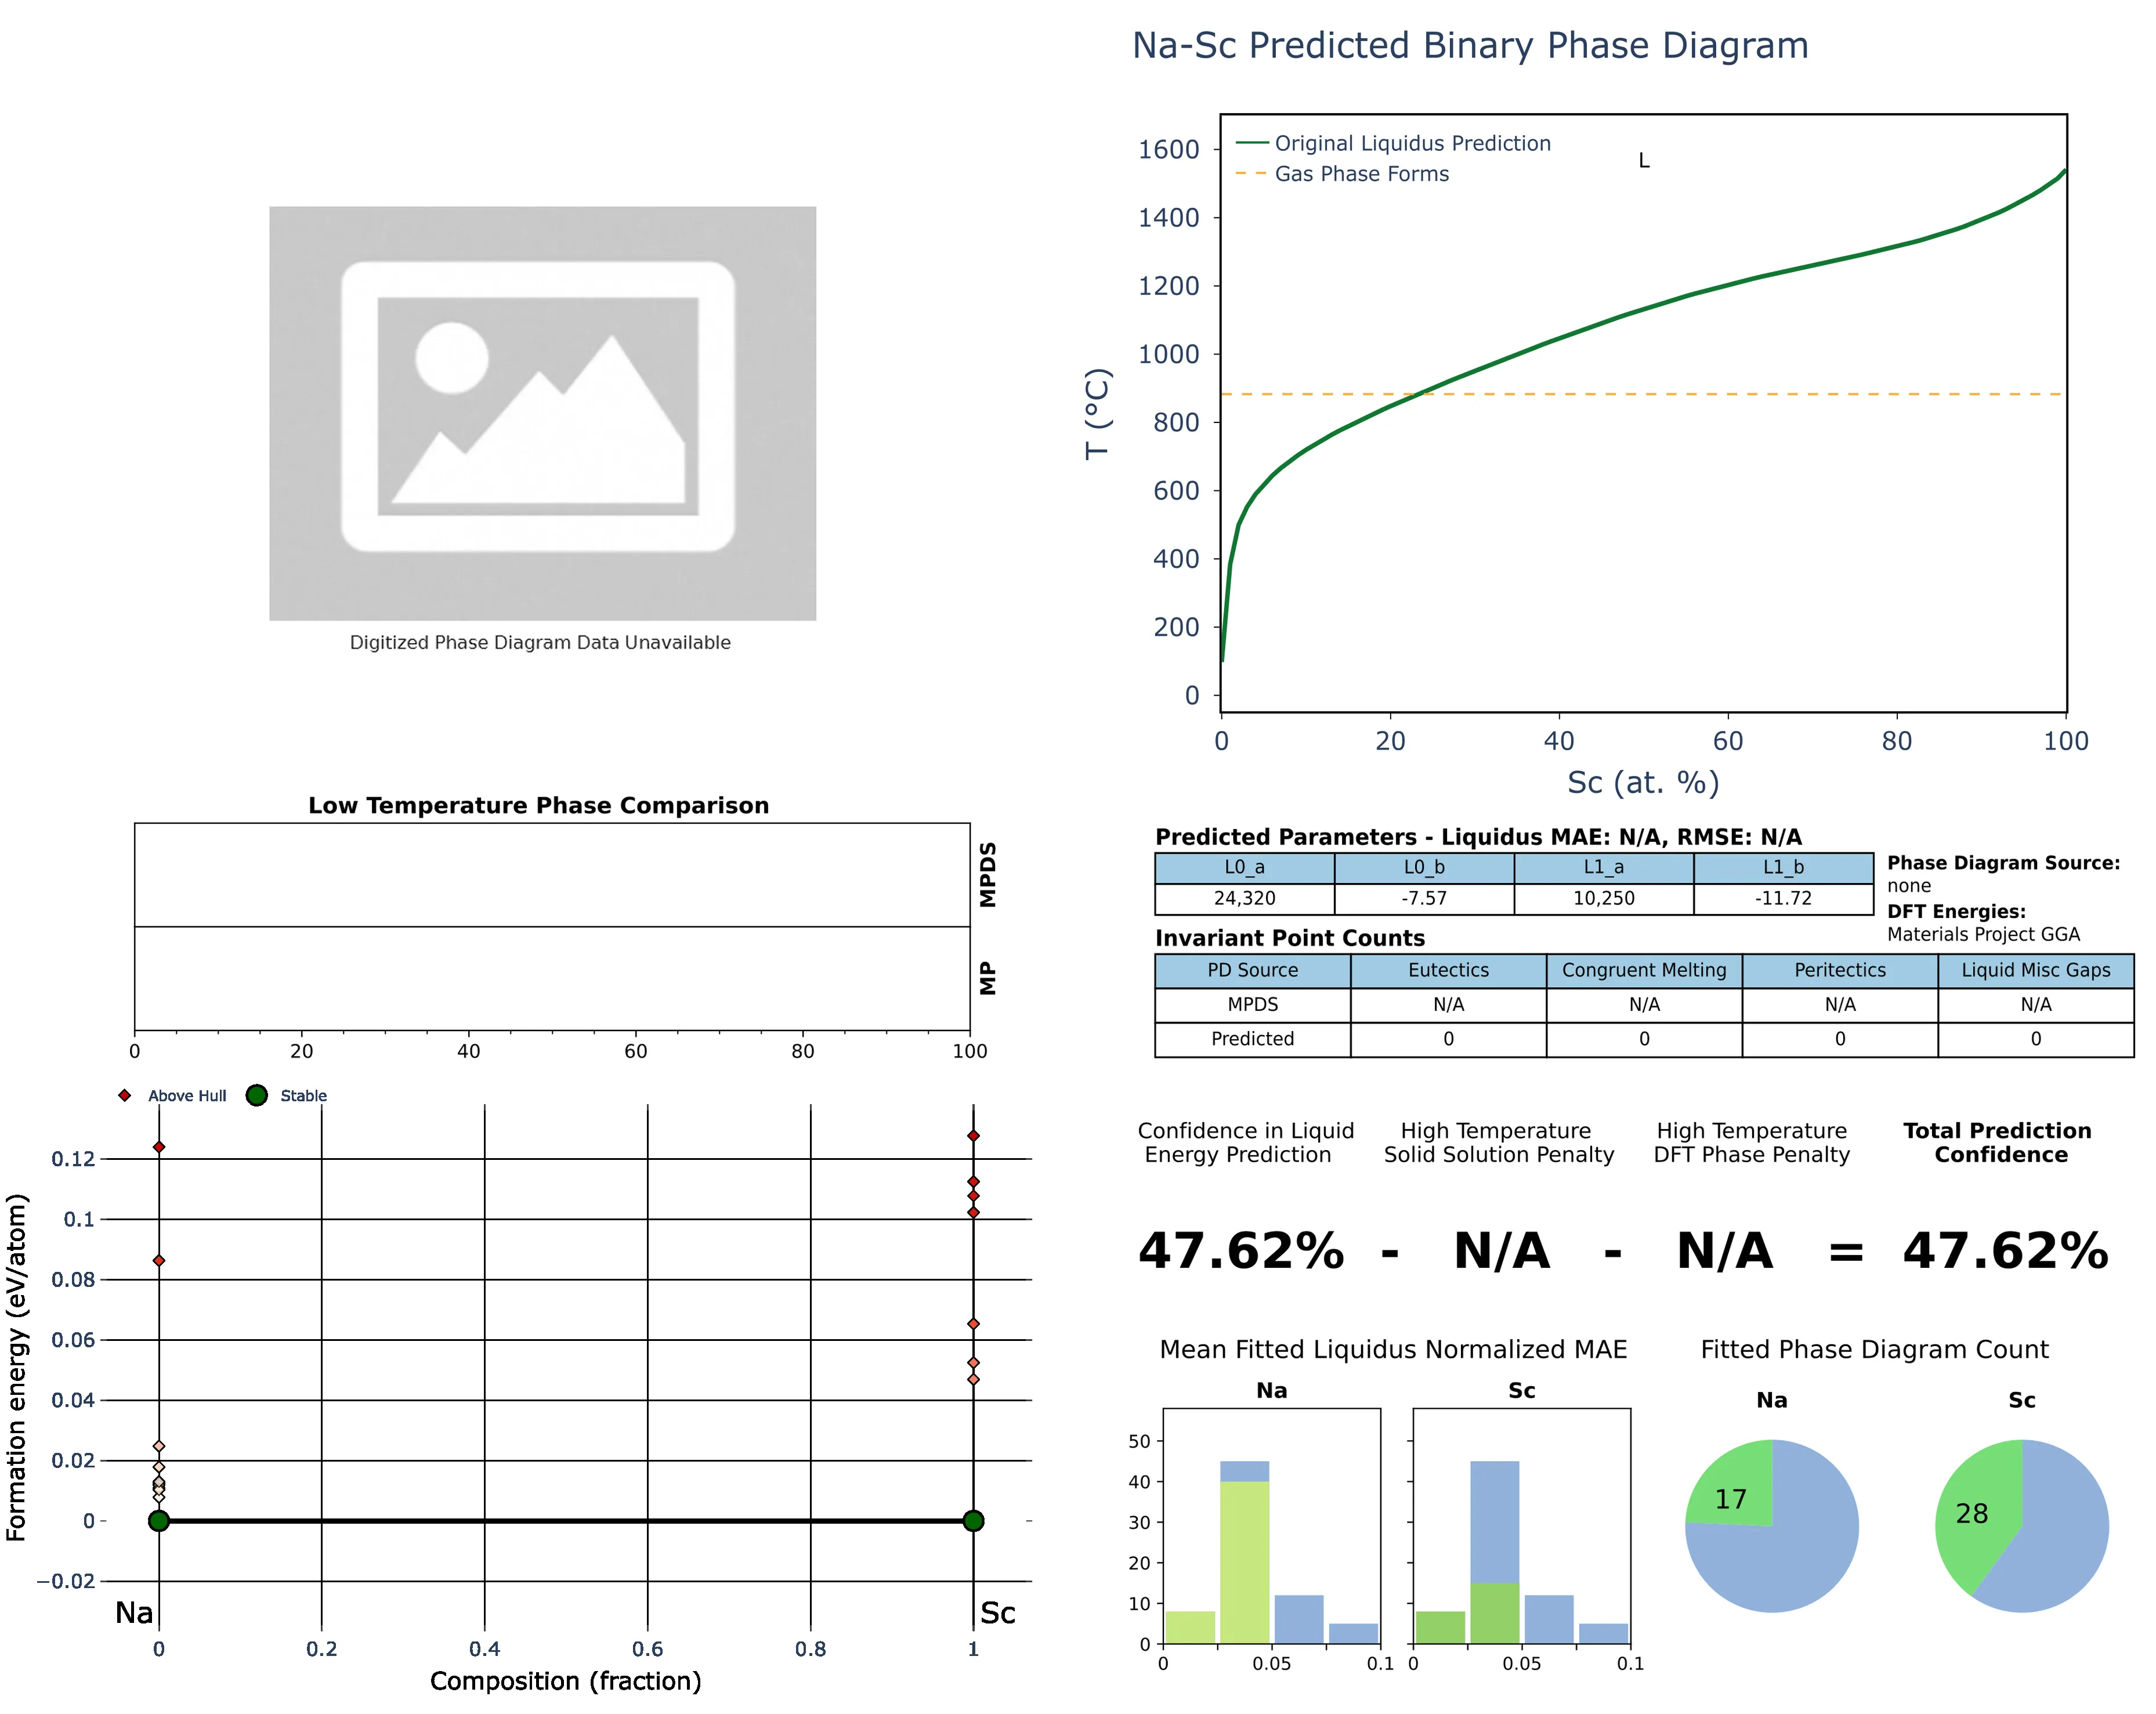 Na-Sc Predicted Binary Phase Diagram
Original Liquidus Prediction
Gas Phase Forms
L
1600
1400
1200
1000
800
600
400
200
0
T (°C)
0 20 40 60 80 100
Sc (at. %)
Digitized Phase Diagram Data Unavailable
Low Temperature Phase Comparison
MPDS
MP
0 20 40 60 80 100
Predicted Parameters - Liquidus MAE: N/A, RMSE: N/A
L0_a L0_b L1_a L1_b
24,320 -7.57 10,250 -11.72
Phase Diagram Source:
none
DFT Energies:
Materials Project GGA
Invariant Point Counts
PD Source Eutectics Congruent Melting Peritectics Liquid Misc Gaps
MPDS N/A N/A N/A N/A
Predicted 0 0 0 0
Above Hull Stable
0.12
0.1
0.08
0.06
0.04
0.02
0
−0.02
Formation energy (eV/atom)
Na Sc
0 0.2 0.4 0.6 0.8 1
Composition (fraction)
Confidence in Liquid
Energy Prediction
High Temperature
Solid Solution Penalty
High Temperature
DFT Phase Penalty
Total Prediction
Confidence
47.62% - N/A - N/A = 47.62%
Mean Fitted Liquidus Normalized MAE
Na Sc
50
40
30
20
10
0
0 0.05 0.1 0 0.05 0.1
Fitted Phase Diagram Count
Na Sc
17 28